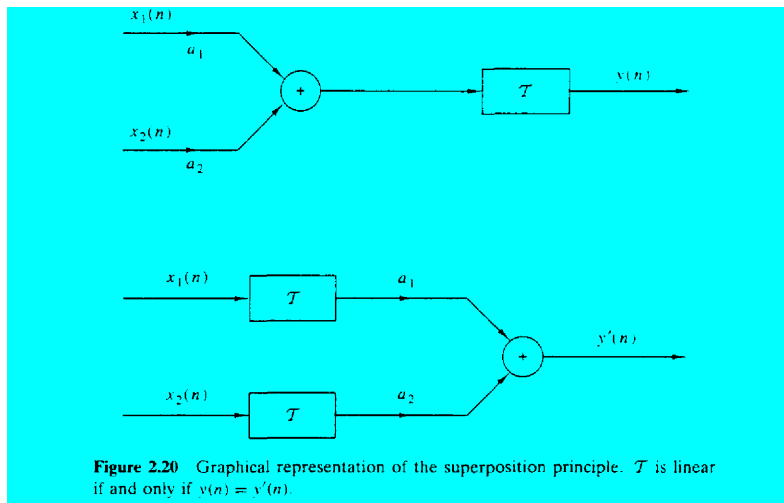 x₁(n)
a₁
+
𝒯
y(n)
x₂(n)
a₂
x₁(n)
𝒯
a₁
+
y′(n)
x₂(n)
𝒯
a₂
Figure 2.20 Graphical representation of the superposition principle. 𝒯 is linear
if and only if y(n) = y′(n).